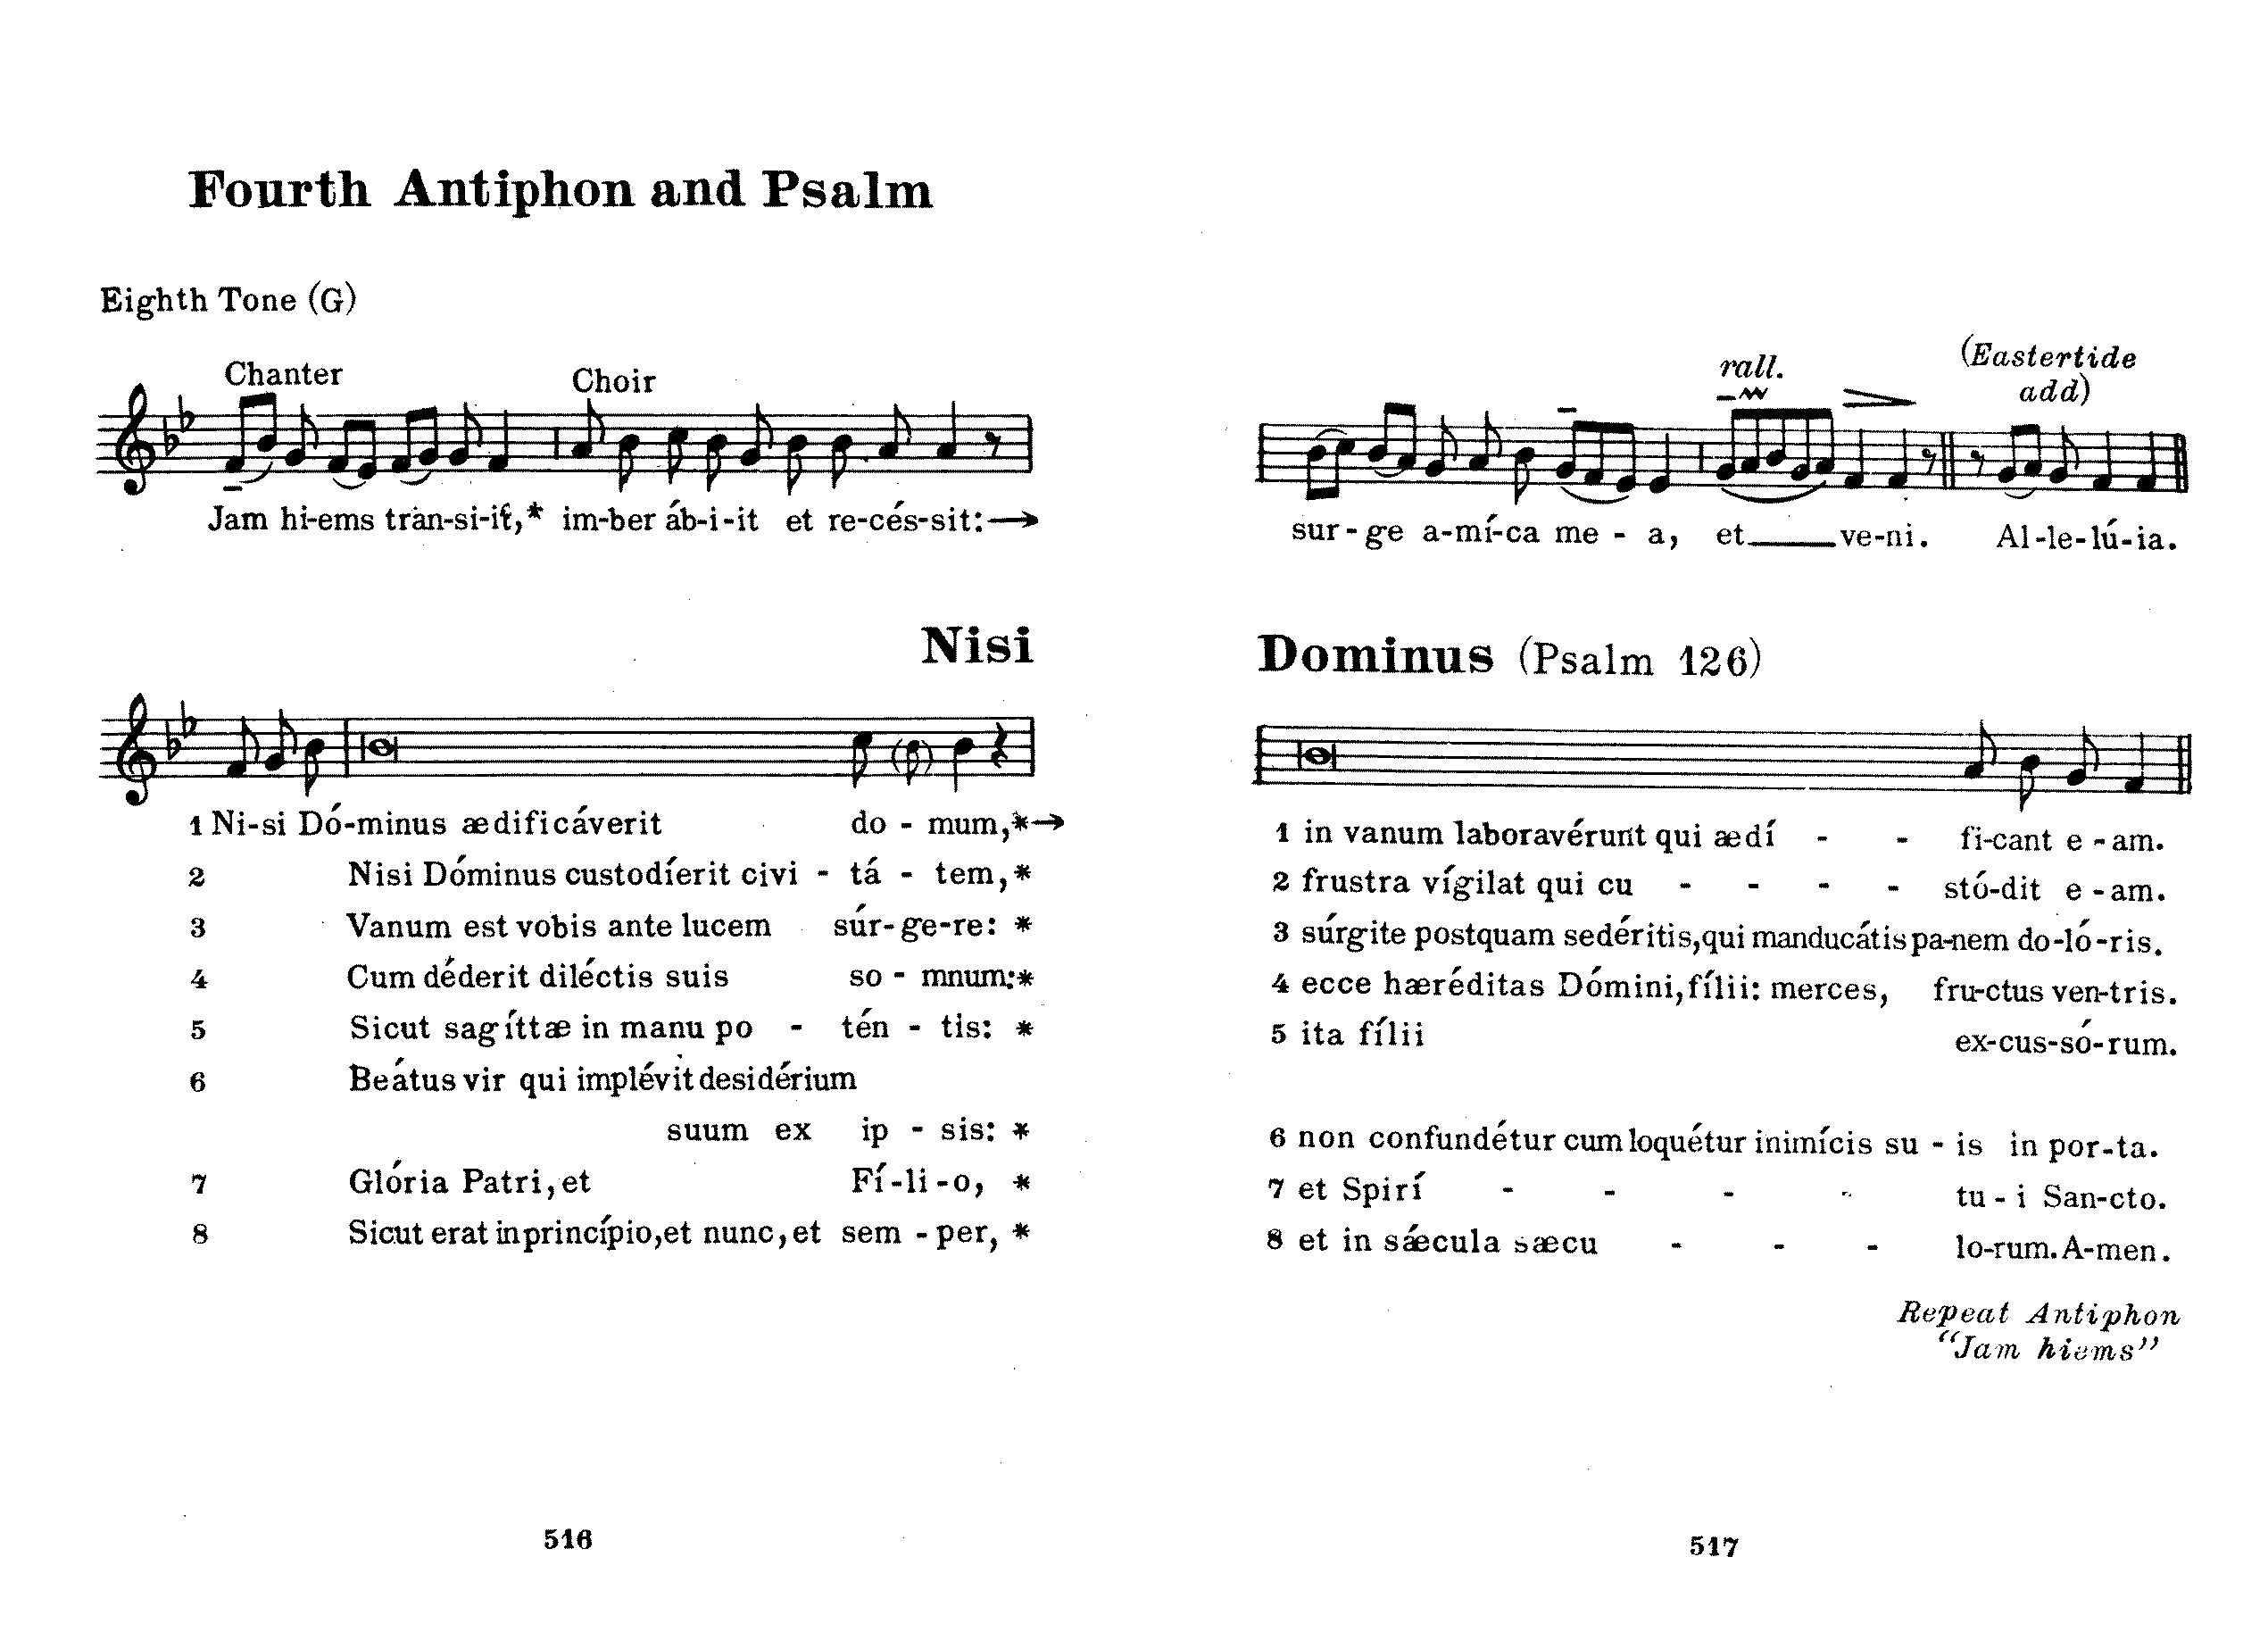 Fourth Antiphon and Psalm
Eighth Tone (G)
Chanter Choir
Jam hi-ems tran-si-it,* im-ber áb-i-it et re-cés-sit:→
Nisi
1 Ni-si Dó-minus ædificáverit do - mum,*→
2 Nisi Dóminus custodíerit civi - tá - tem,*
3 Vanum est vobis ante lucem súr-ge-re: *
4 Cum déderit diléctis suis so - mnum:*
5 Sicut sagíttæ in manu po - tén - tis: *
6 Beátus vir qui implévit desidérium
suum ex ip - sis: *
7 Glória Patri, et Fí-li-o, *
8 Sicut erat in princípio, et nunc, et sem - per, *
516
rall. (Eastertide
add)
sur-ge a-mí-ca me - a, et ve-ni. Al-le-lú-ia.
Dominus (Psalm 126)
1 in vanum laboravérunt qui ædí - - fi-cant e - am.
2 frustra vígilat qui cu - - - - stó-dit e - am.
3 súrgite postquam sedéritis, qui manducátis pa-nem do-ló-ris.
4 ecce hæréditas Dómini, fílii: merces, fru-ctus ven-tris.
5 ita fílii ex-cus-só-rum.
6 non confundétur cum loquétur inimícis su - is in por-ta.
7 et Spirí - - - - tu - i San-cto.
8 et in sǽcula sæcu - - - lo-rum. A-men.
Repeat Antiphon
"Jam hiems"
517